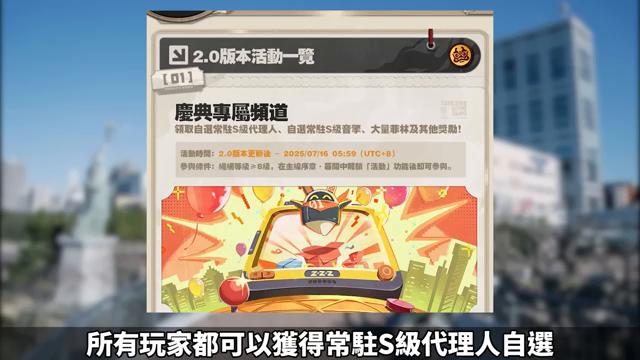 2.0版本活動一覽
[01]
慶典專屬頻道
領取自選常駐S級代理人、自選常駐S級音擎、大量菲林及其他獎勵!
活動時間：2.0版本更新後 － 2025/07/16 05:59（UTC+8）
參與條件：繩網等級≥8級，在主線序章·幕間中解鎖「活動」功能後即可參與。
Z-Z-Z
所有玩家都可以獲得常駐S級代理人自選